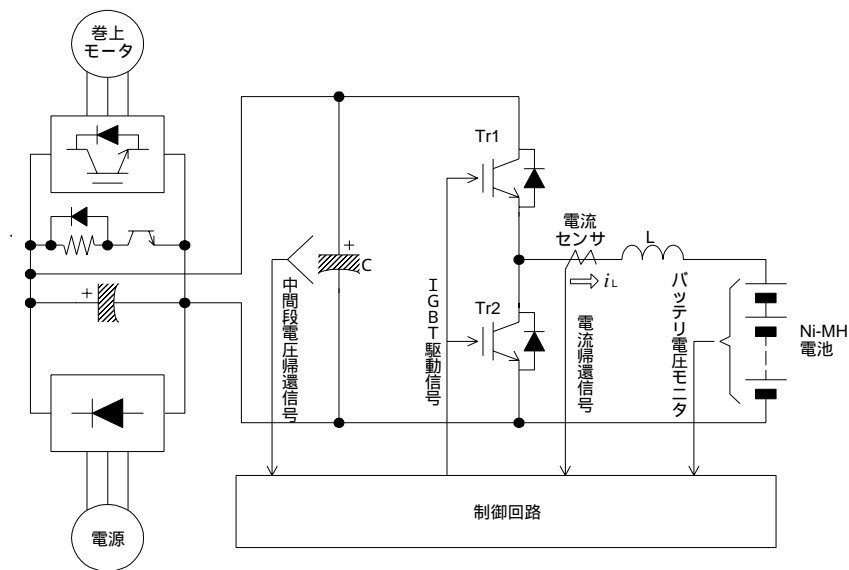 巻上
モータ
電源
+
+
C
中間段電圧帰還信号
IGBT駆動信号
Tr1
Tr2
電流
センサ
iL
L
電流帰還信号
バッテリ電圧モニタ
Ni-MH
電池
制御回路